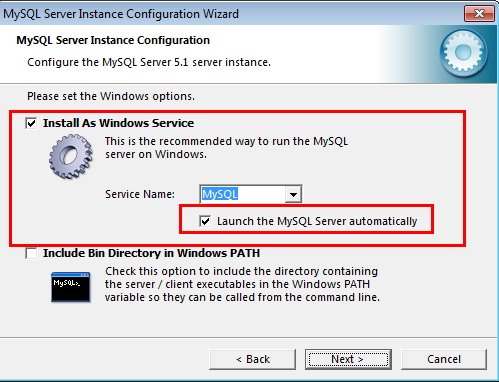 MySQL Server Instance Configuration Wizard
MySQL Server Instance Configuration
Configure the MySQL Server 5.1 server instance.
Please set the Windows options.
Install As Windows Service
This is the recommended way to run the MySQL
server on Windows.
Service Name: MySQL
Launch the MySQL Server automatically
Include Bin Directory in Windows PATH
Check this option to include the directory containing
the server / client executables in the Windows PATH
variable so they can be called from the command line.
MySQL>_
< Back Next > Cancel